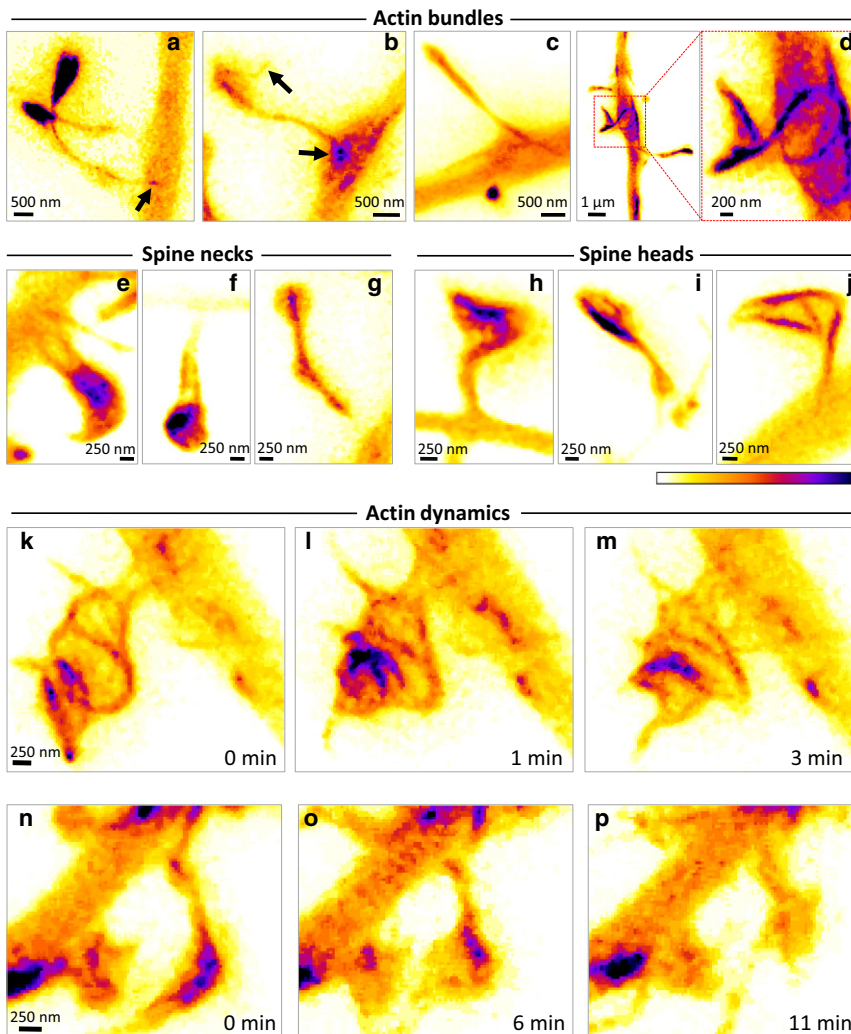 Actin bundles
a
b
c
d
500 nm
500 nm
500 nm
1 µm
200 nm
Spine necks
Spine heads
e
f
g
h
i
j
250 nm
250 nm
250 nm
250 nm
250 nm
250 nm
Actin dynamics
k
l
m
250 nm
0 min
1 min
3 min
n
o
p
250 nm
0 min
6 min
11 min